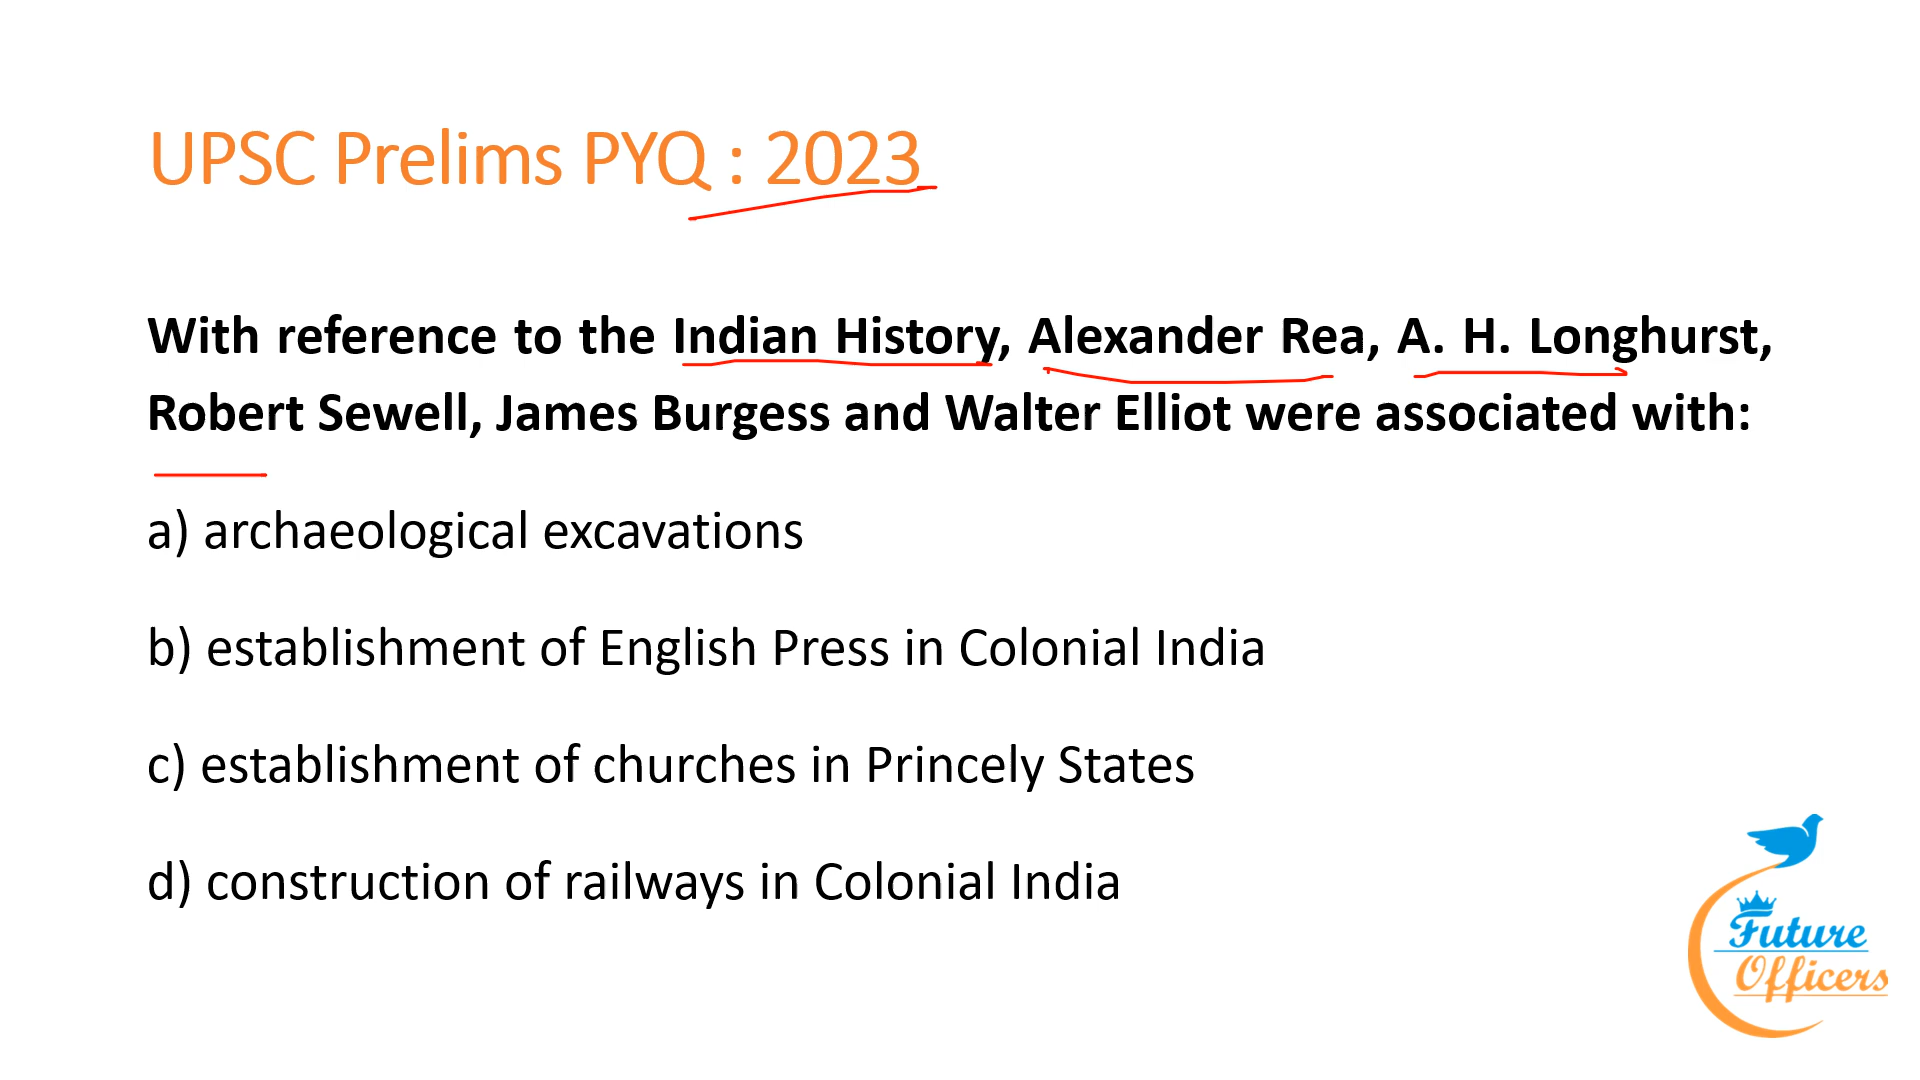 UPSC Prelims PYQ : 2023
With reference to the Indian History, Alexander Rea, A. H. Longhurst,
Robert Sewell, James Burgess and Walter Elliot were associated with:
a) archaeological excavations
b) establishment of English Press in Colonial India
c) establishment of churches in Princely States
d) construction of railways in Colonial India
Future
Officers